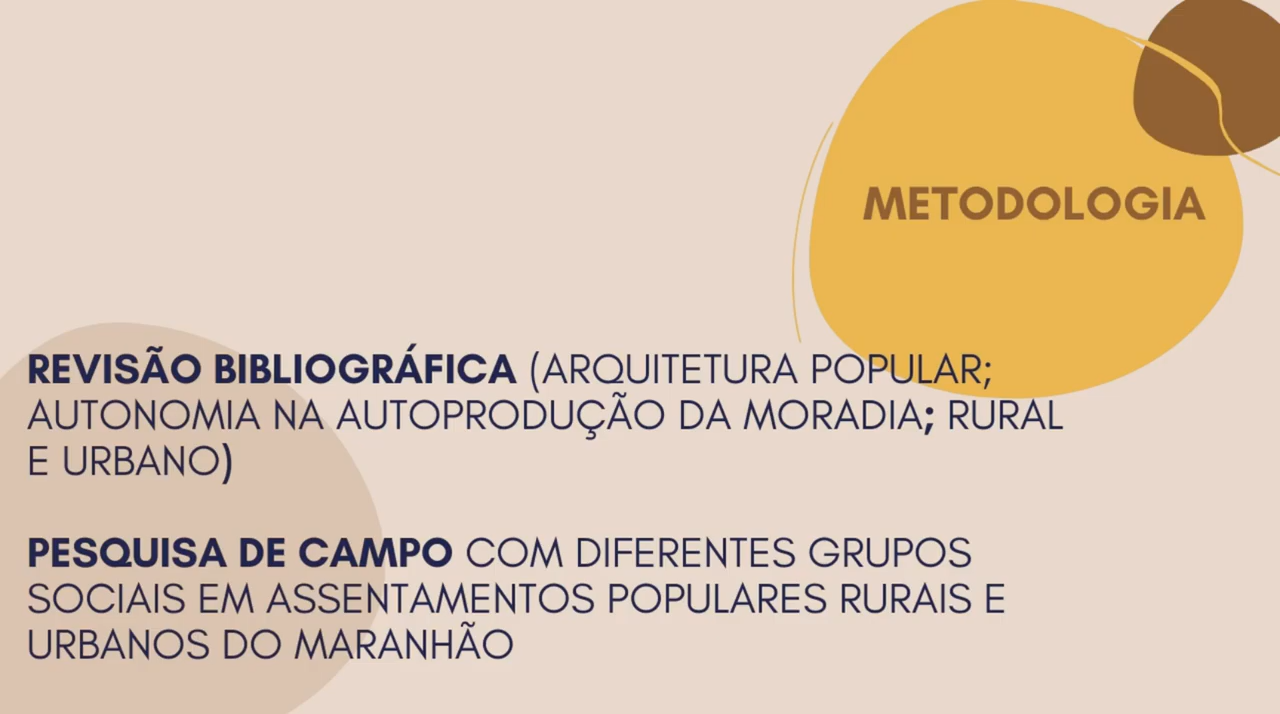 METODOLOGIA
REVISÃO BIBLIOGRÁFICA (ARQUITETURA POPULAR;
AUTONOMIA NA AUTOPRODUÇÃO DA MORADIA; RURAL
E URBANO)
PESQUISA DE CAMPO COM DIFERENTES GRUPOS
SOCIAIS EM ASSENTAMENTOS POPULARES RURAIS E
URBANOS DO MARANHÃO